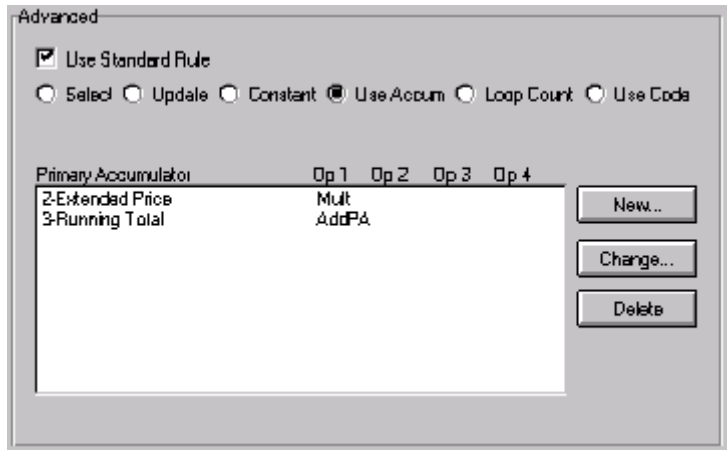 Advanced
Use Standard Rule
Select Update Constant Use Accum Loop Count Use Code
Primary Accumulator Op 1 Op 2 Op 3 Op 4
2-Extended Price Mult
3-Running Total AddPA
New...
Change...
Delete